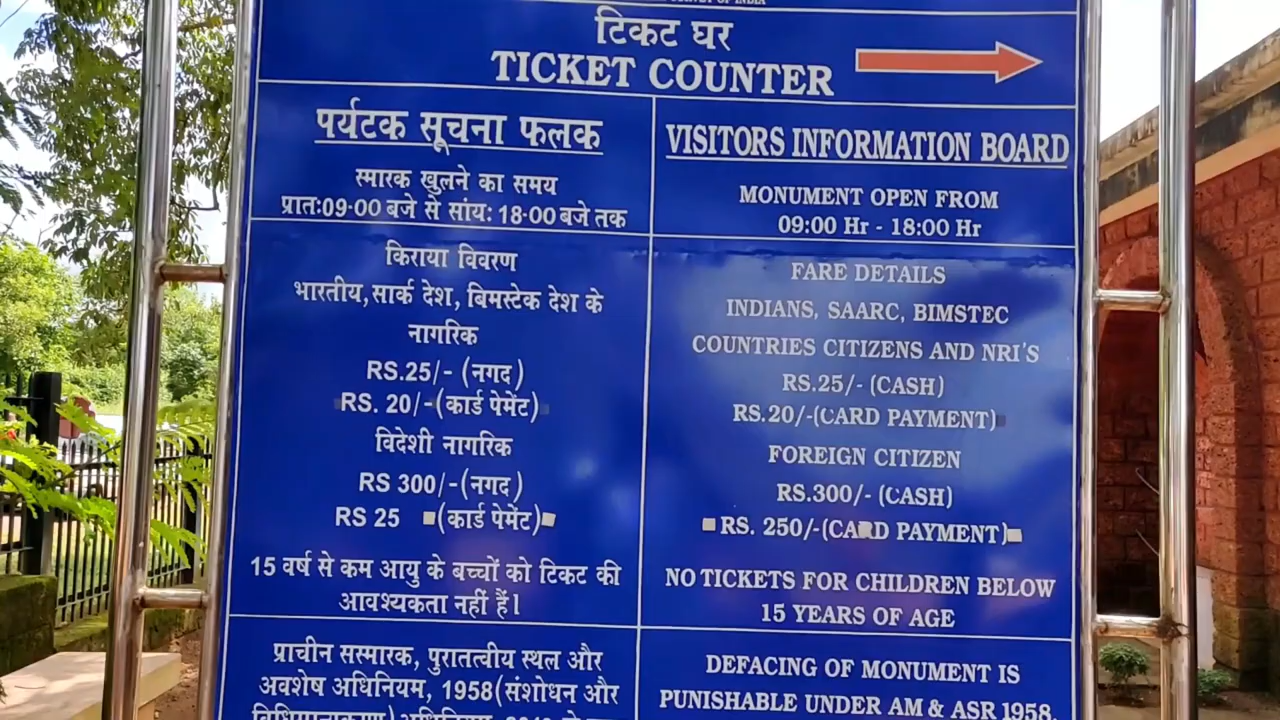 SURVEY OF INDIA
टिकट घर
TICKET COUNTER
पर्यटक सूचना फलक
स्मारक खुलने का समय
प्रातः09-00 बजे से सांयः 18-00 बजे तक
किराया विवरण
भारतीय, सार्क देश, बिमस्टेक देश के
नागरिक
RS.25/- (नगद)
RS. 20/-(कार्ड पेमेंट)
विदेशी नागरिक
RS 300/-(नगद)
RS 25 (कार्ड पेमेंट)
15 वर्ष से कम आयु के बच्चों को टिकट की
आवश्यकता नहीं हैं।
प्राचीन सस्मारक, पुरातत्वीय स्थल और
अवशेष अधिनियम, 1958(संशोधन और
VISITORS INFORMATION BOARD
MONUMENT OPEN FROM
09:00 Hr - 18:00 Hr
FARE DETAILS
INDIANS, SAARC, BIMSTEC
COUNTRIES CITIZENS AND NRI'S
RS.25/- (CASH)
RS.20/-(CARD PAYMENT)
FOREIGN CITIZEN
RS.300/- (CASH)
RS. 250/-(CARD PAYMENT)
NO TICKETS FOR CHILDREN BELOW
15 YEARS OF AGE
DEFACING OF MONUMENT IS
PUNISHABLE UNDER AM & ASR 1958,